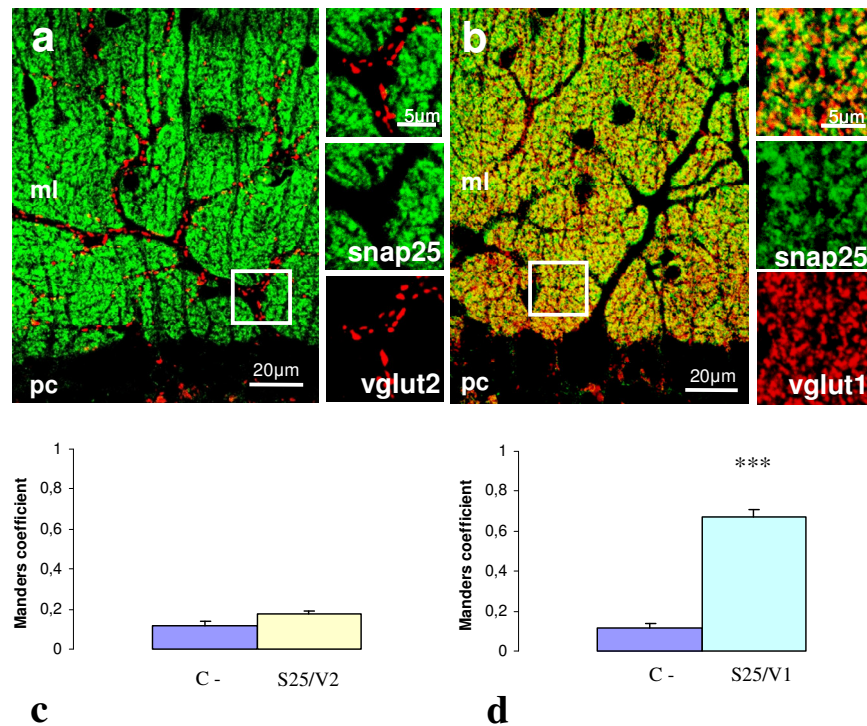 a
ml
pc
20µm
5um
snap25
vglut2
b
ml
pc
20µm
5µm
snap25
vglut1
Manders coefficient
1
0,8
0,6
0,4
0,2
0
C -
S25/V2
c
Manders coefficient
1
0,8
0,6
0,4
0,2
0
***
C -
S25/V1
d